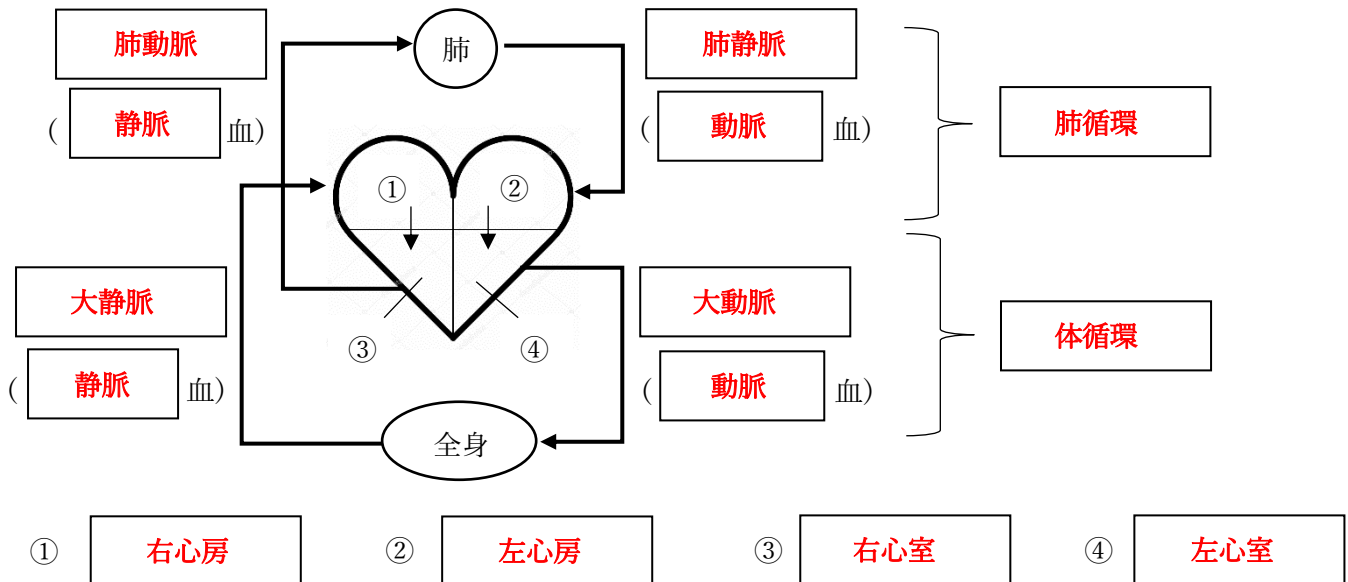 肺動脈
(静脈血)
肺
肺静脈
(動脈血)
肺循環
①
②
大静脈
(静脈血)
③
④
大動脈
(動脈血)
体循環
全身
① 右心房 ② 左心房 ③ 右心室 ④ 左心室